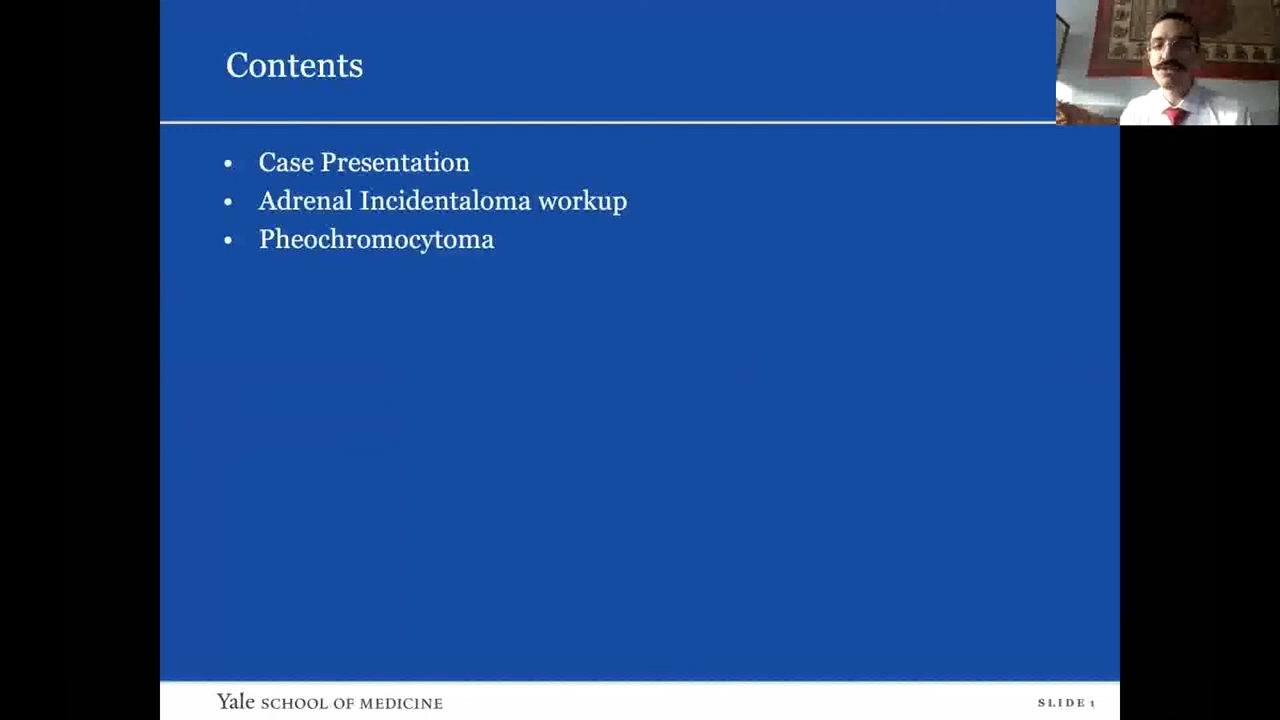 Contents
• Case Presentation
• Adrenal Incidentaloma workup
• Pheochromocytoma
Yale SCHOOL OF MEDICINE
SLIDE 1